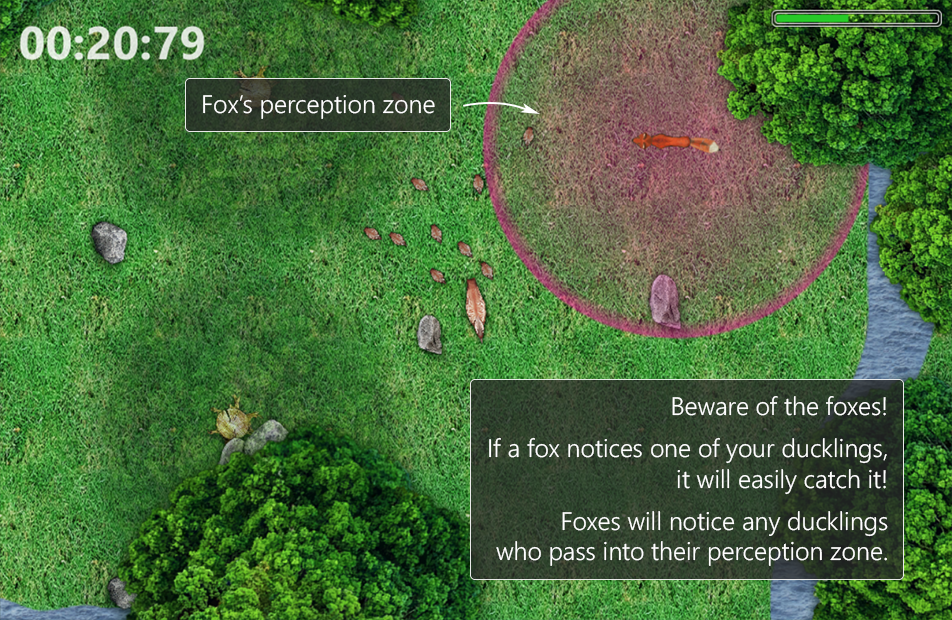 00:20:79
Fox's perception zone
Beware of the foxes!
If a fox notices one of your ducklings,
it will easily catch it!
Foxes will notice any ducklings
who pass into their perception zone.